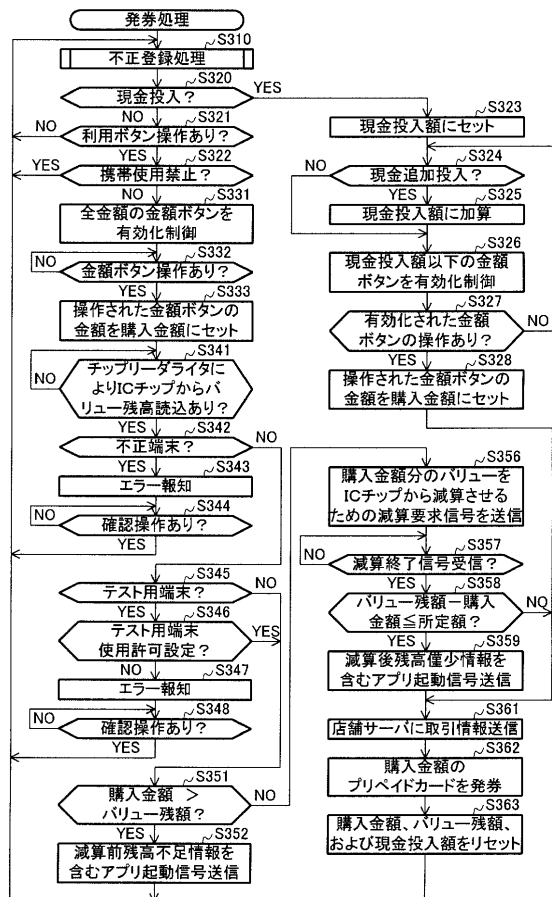 発券処理
S310
不正登録処理
S320
現金投入？
YES
NO
S321
NO
利用ボタン操作あり？
YES
S322
YES
携帯使用禁止？
NO
S331
全金額の金額ボタンを
有効化制御
S332
NO
金額ボタン操作あり？
YES
S333
操作された金額ボタンの
金額を購入金額にセット
S341
NO
チップリーダライタに
よりICチップからバ
リュー残高読込あり？
YES
S342
NO
不正端末？
YES
S343
エラー報知
S344
NO
確認操作あり？
YES
S345
テスト用端末？
NO
YES
S346
テスト用端末
使用許可設定？
YES
NO
S347
エラー報知
S348
NO
確認操作あり？
YES
S351
購入金額 ＞
バリュー残額？
NO
YES
S352
減算前残高不足情報を
含むアプリ起動信号送信
S323
現金投入額にセット
S324
NO
現金追加投入？
YES
S325
現金投入額に加算
S326
現金投入額以下の金額
ボタンを有効化制御
S327
有効化された金額
ボタンの操作あり？
NO
YES
S328
操作された金額ボタンの
金額を購入金額にセット
S356
購入金額分のバリューを
ICチップから減算させる
ための減算要求信号を送信
S357
NO
減算終了信号受信？
YES
S358
バリュー残額－購入
金額≦所定額？
NO
YES
S359
減算後残高僅少情報を
含むアプリ起動信号送信
S361
店舗サーバに取引情報送信
S362
購入金額の
プリペイドカードを発券
S363
購入金額、バリュー残額、
および現金投入額をリセット